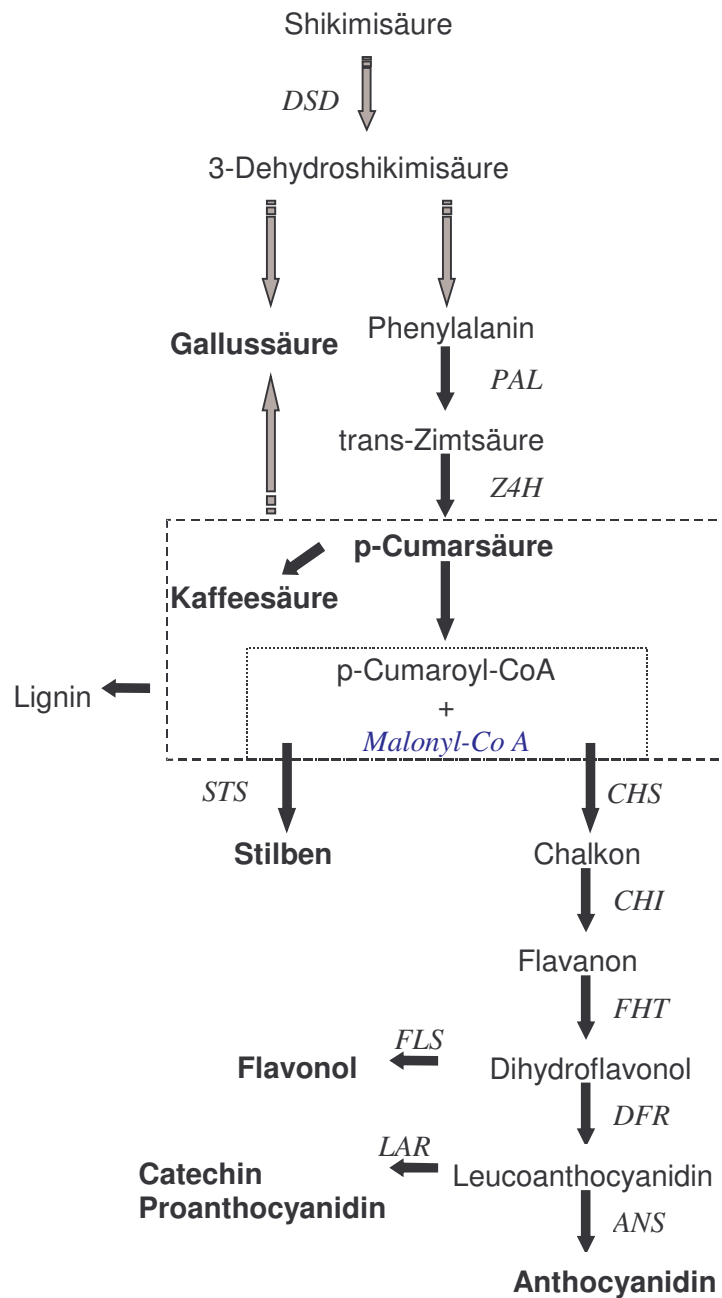 Shikimisäure
DSD
3-Dehydroshikimisäure
Gallussäure
Phenylalanin
PAL
trans-Zimtsäure
Z4H
p-Cumarsäure
Kaffeesäure
p-Cumaroyl-CoA
+
Malonyl-Co A
Lignin
STS
CHS
Stilben
Chalkon
CHI
Flavanon
FHT
FLS
Flavonol
Dihydroflavonol
DFR
LAR
Catechin
Proanthocyanidin
Leucoanthocyanidin
ANS
Anthocyanidin